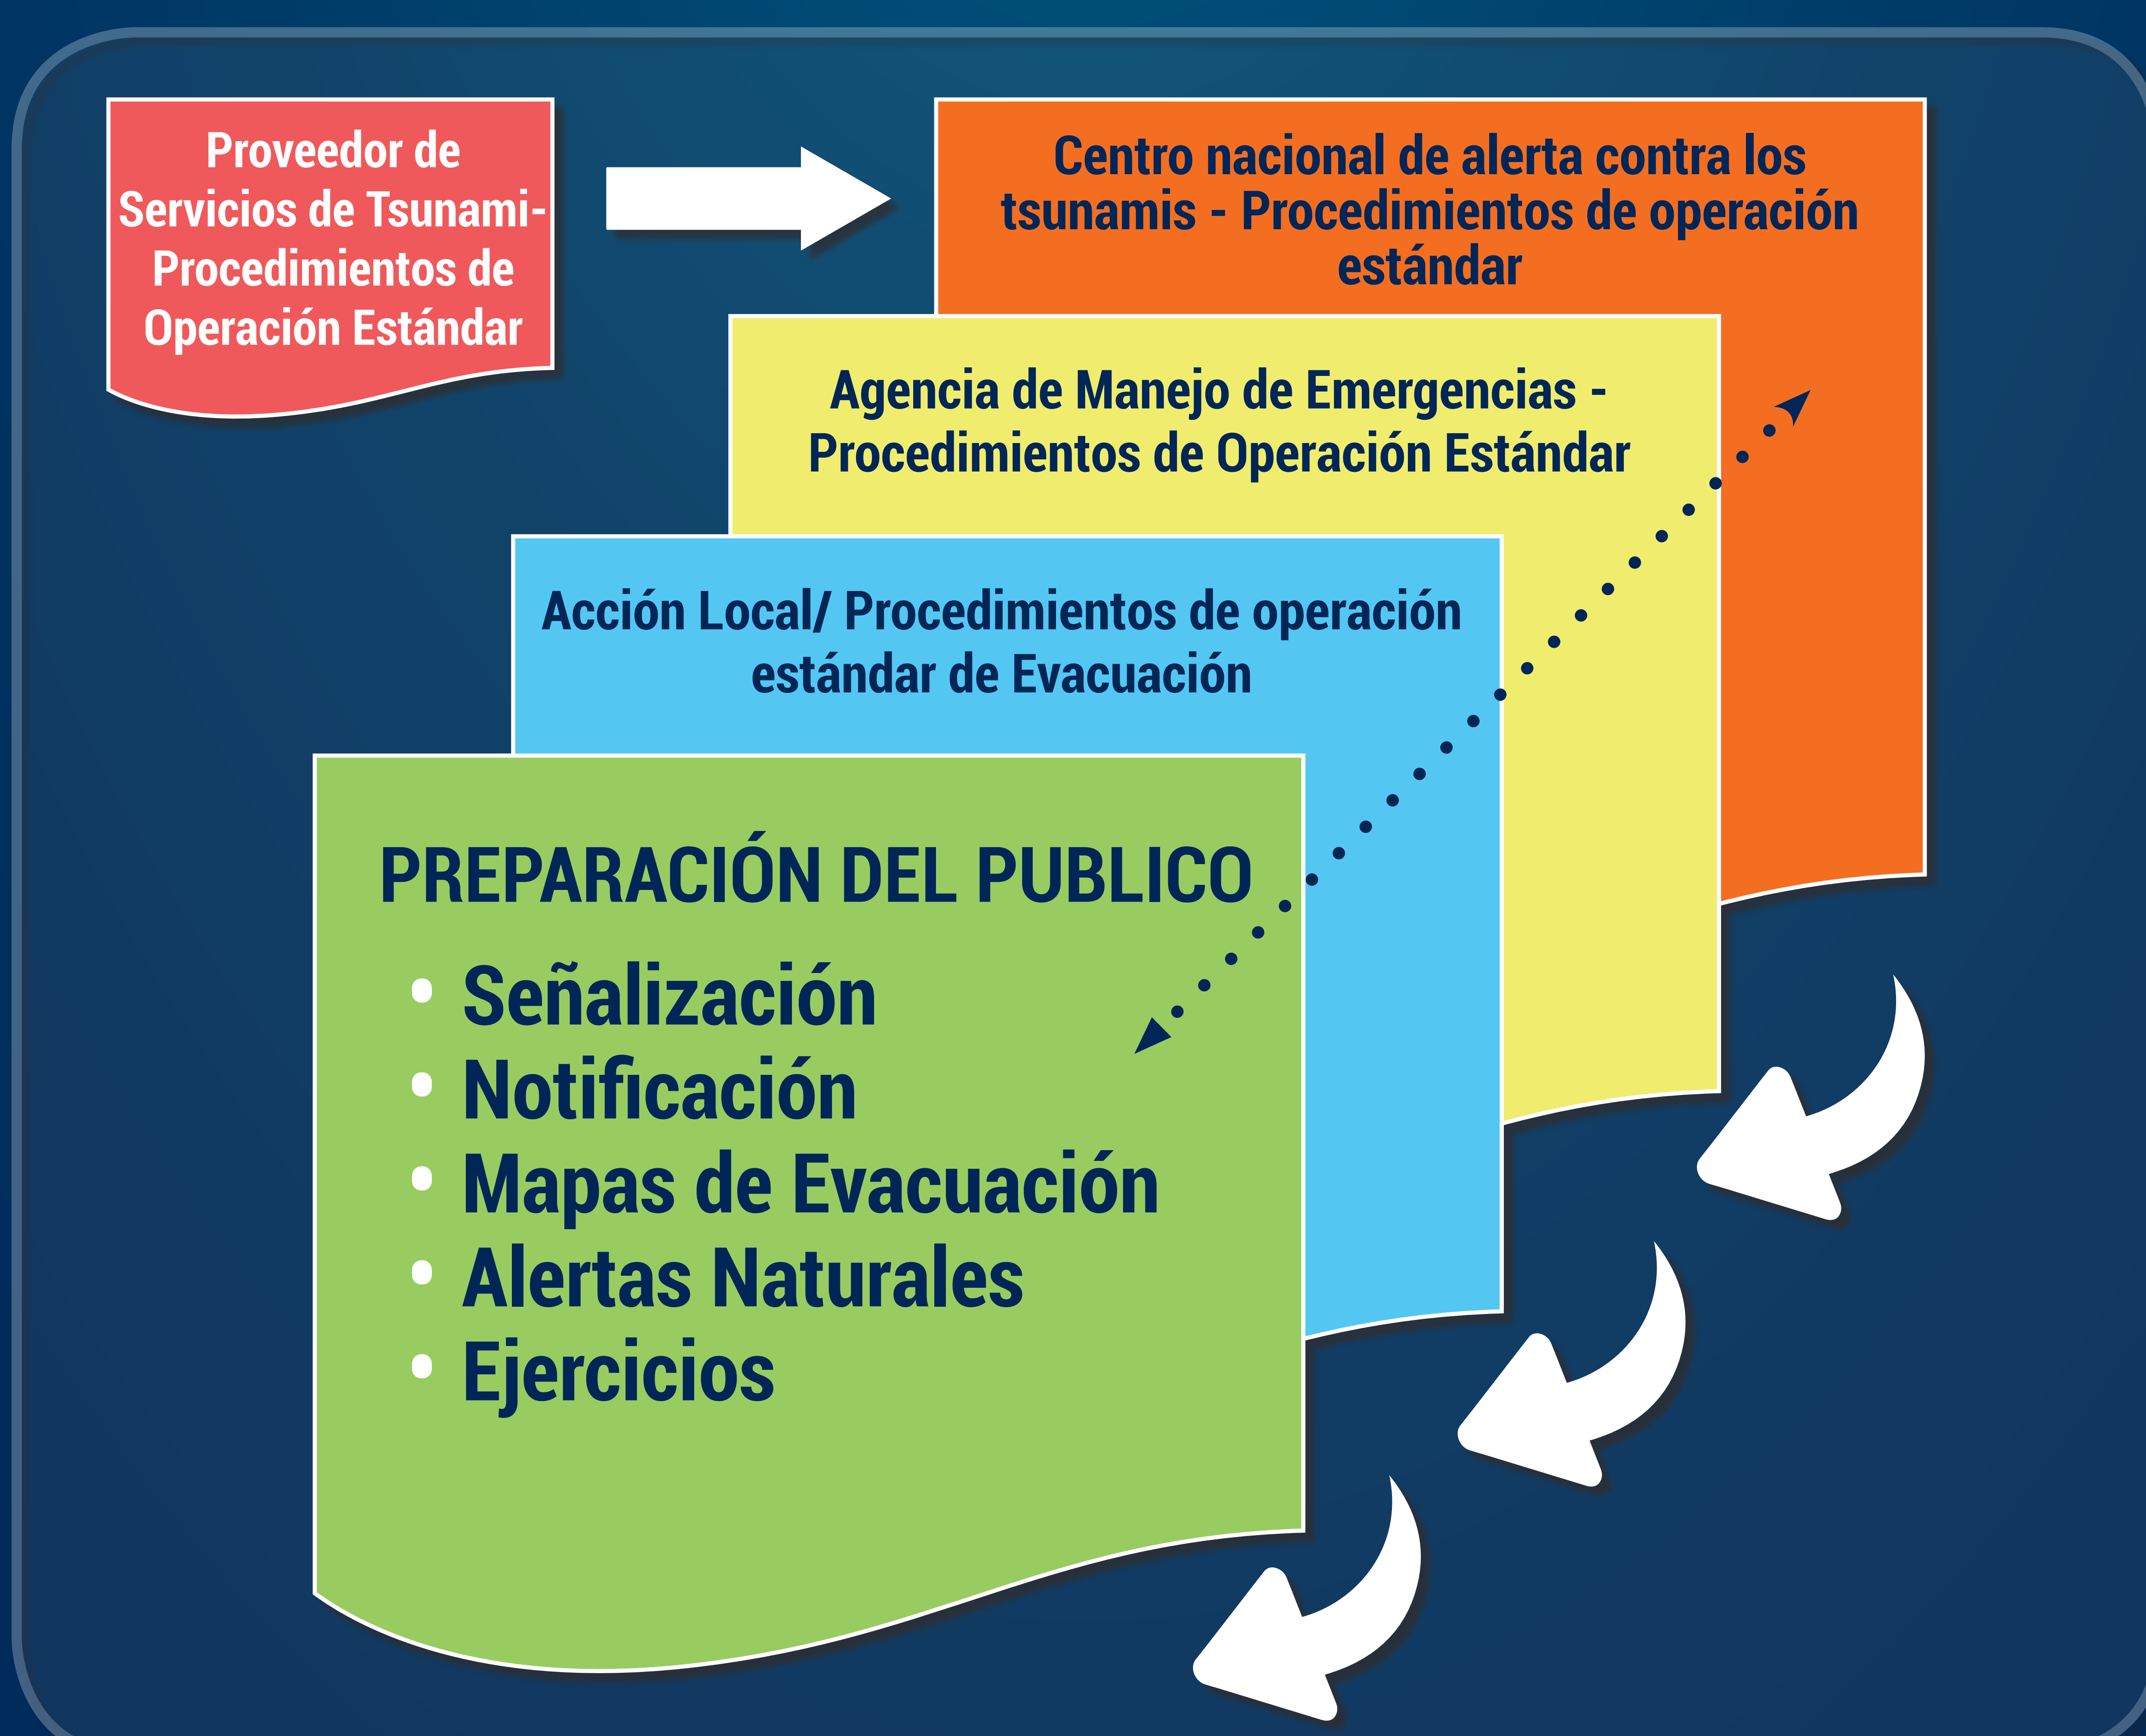 Proveedor de
Servicios de Tsunami-
Procedimientos de
Operación Estándar
Centro nacional de alerta contra los
tsunamis - Procedimientos de operación
estándar
Agencia de Manejo de Emergencias -
Procedimientos de Operación Estándar
Acción Local/ Procedimientos de operación
estándar de Evacuación
PREPARACIÓN DEL PUBLICO
• Señalización
• Notificación
• Mapas de Evacuación
• Alertas Naturales
• Ejercicios